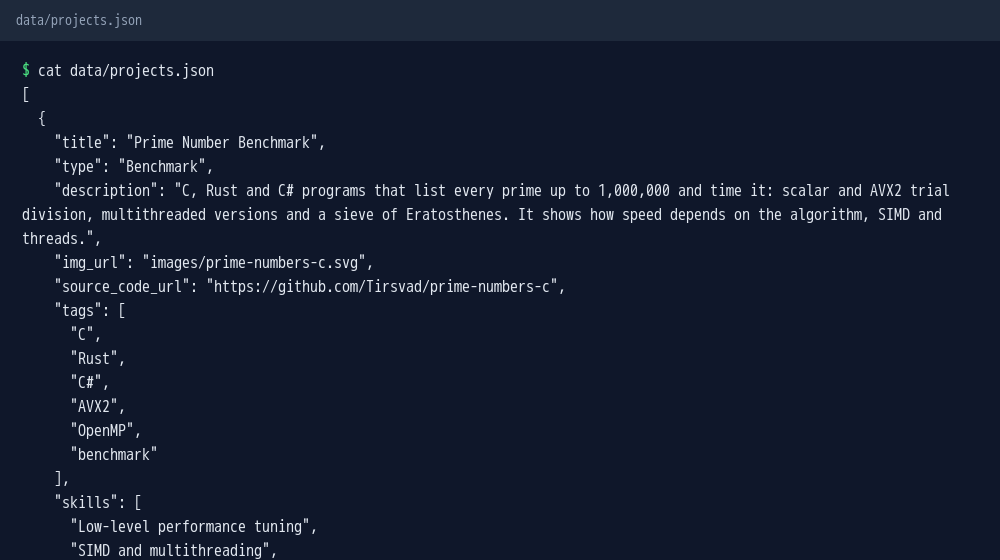 data/projects.json
$ cat data/projects.json
[
  {
    "title": "Prime Number Benchmark",
    "type": "Benchmark",
    "description": "C, Rust and C# programs that list every prime up to 1,000,000 and time it: scalar and AVX2 trial
division, multithreaded versions and a sieve of Eratosthenes. It shows how speed depends on the algorithm, SIMD and
threads.",
    "img_url": "images/prime-numbers-c.svg",
    "source_code_url": "https://github.com/Tirsvad/prime-numbers-c",
    "tags": [
      "C",
      "Rust",
      "C#",
      "AVX2",
      "OpenMP",
      "benchmark"
    ],
    "skills": [
      "Low-level performance tuning",
      "SIMD and multithreading",